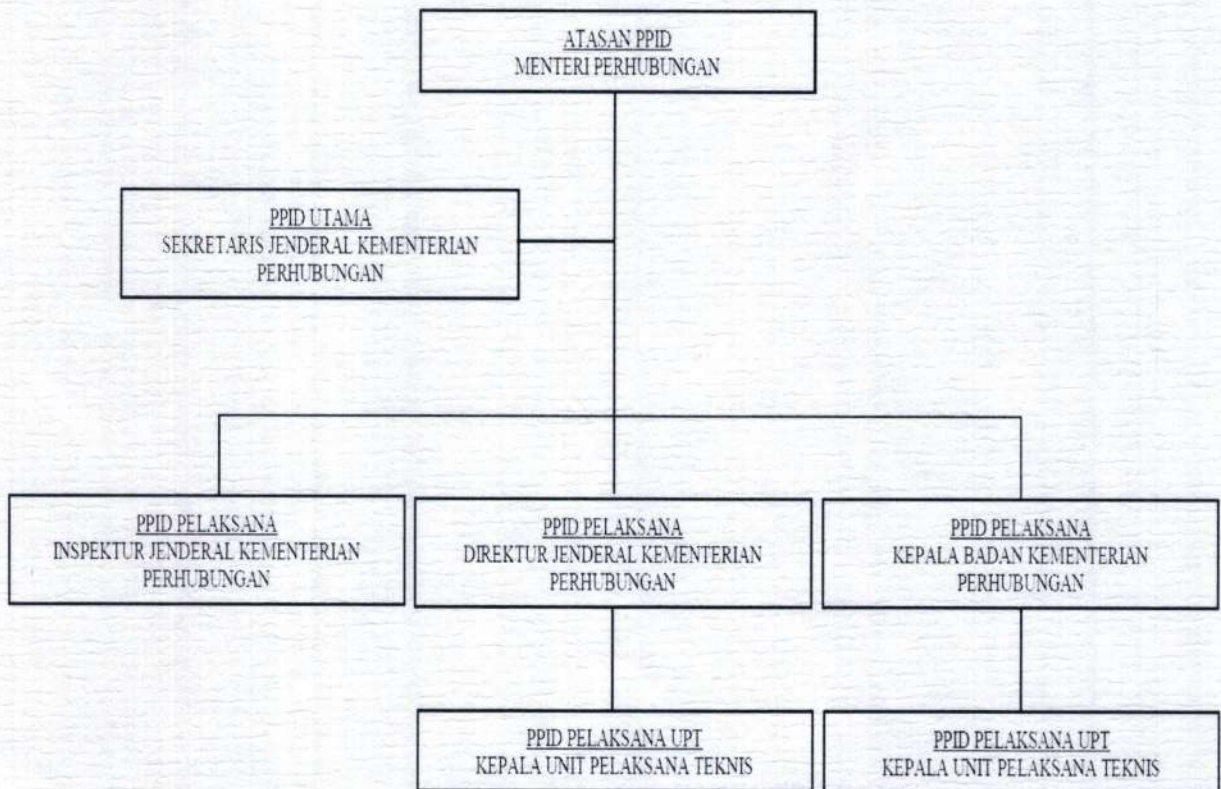 ATASAN PPID
MENTERI PERHUBUNGAN
PPID UTAMA
SEKRETARIS JENDERAL KEMENTERIAN
PERHUBUNGAN
PPID PELAKSANA
INSPEKTUR JENDERAL KEMENTERIAN
PERHUBUNGAN
PPID PELAKSANA
DIREKTUR JENDERAL KEMENTERIAN
PERHUBUNGAN
PPID PELAKSANA
KEPALA BADAN KEMENTERIAN
PERHUBUNGAN
PPID PELAKSANA UPT
KEPALA UNIT PELAKSANA TEKNIS
PPID PELAKSANA UPT
KEPALA UNIT PELAKSANA TEKNIS